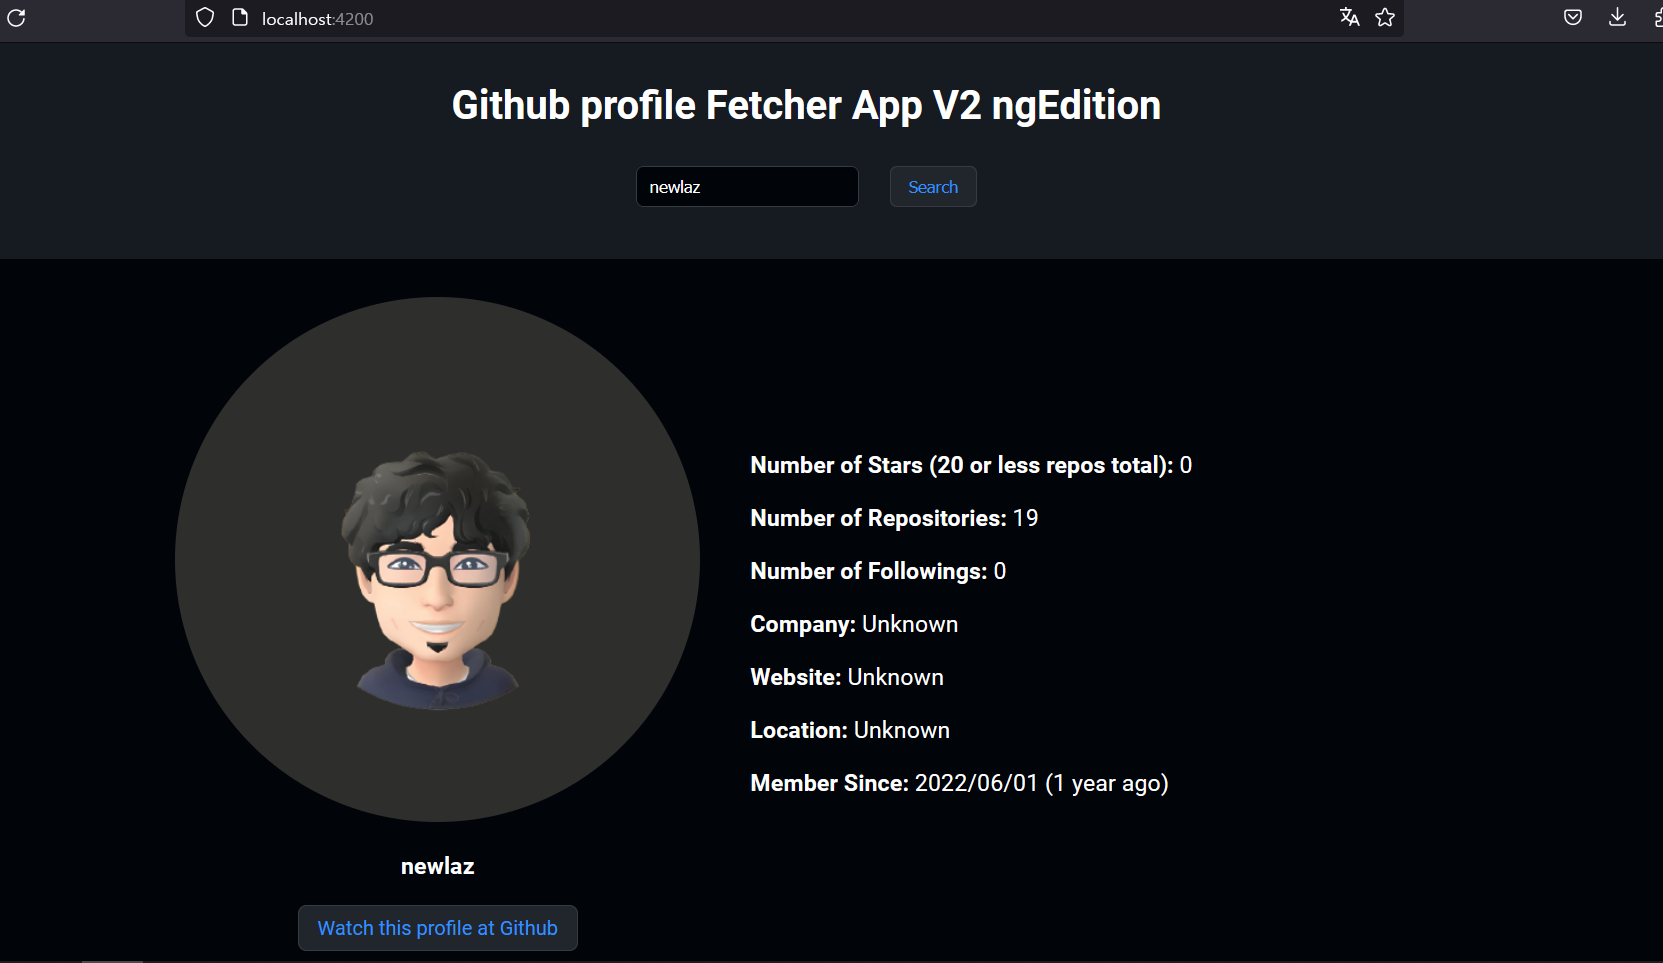 localhost:4200
Github profile Fetcher App V2 ngEdition
newlaz
Search
Number of Stars (20 or less repos total): 0
Number of Repositories: 19
Number of Followings: 0
Company: Unknown
Website: Unknown
Location: Unknown
Member Since: 2022/06/01 (1 year ago)
newlaz
Watch this profile at Github